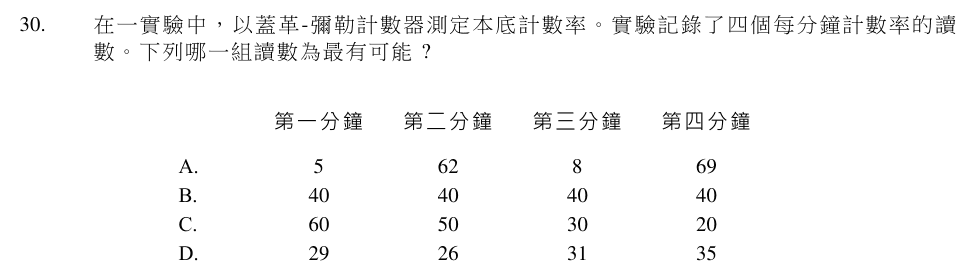 30. 在一實驗中，以蓋革-彌勒計數器測定本底計數率。實驗記錄了四個每分鐘計數率的讀
數。下列哪一組讀數為最有可能？
第一分鐘 第二分鐘 第三分鐘 第四分鐘
A. 5 62 8 69
B. 40 40 40 40
C. 60 50 30 20
D. 29 26 31 35